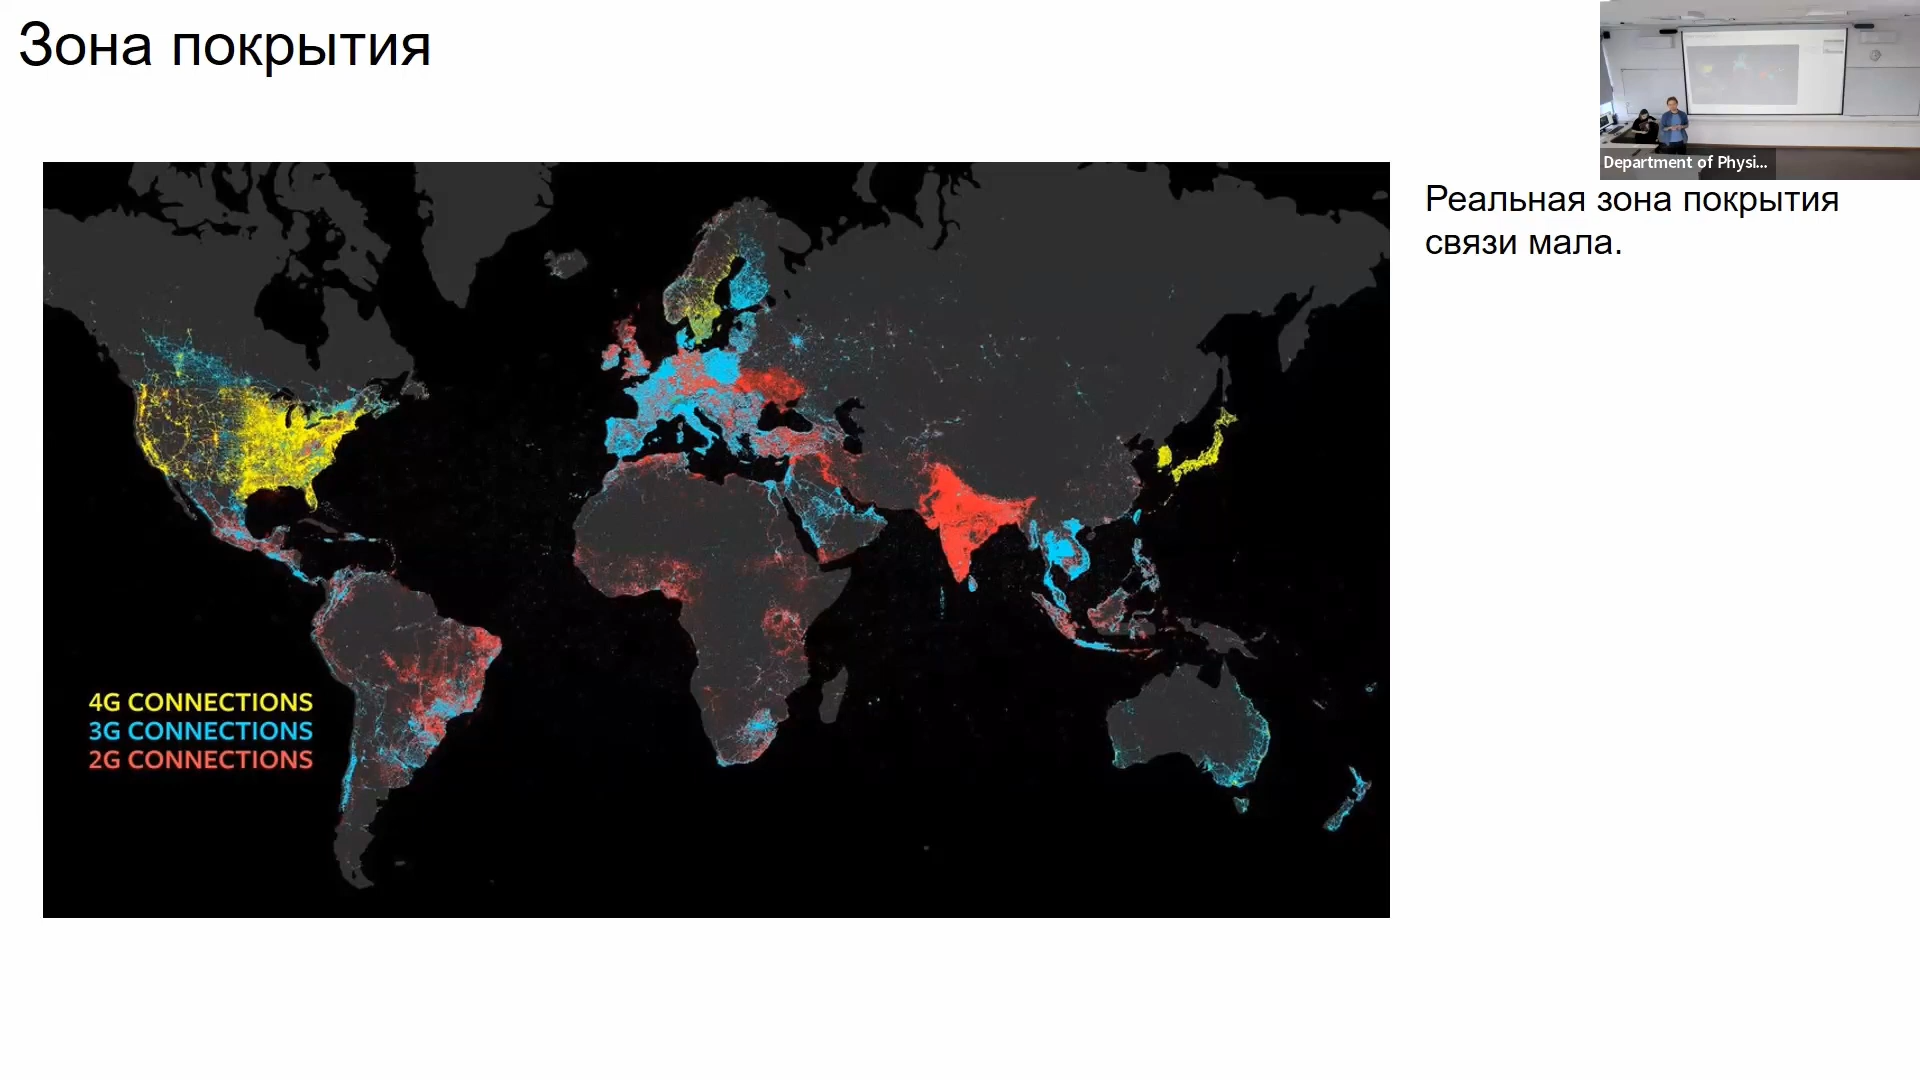 Зона покрытия
Department of Physi...
Реальная зона покрытия
связи мала.
4G CONNECTIONS
3G CONNECTIONS
2G CONNECTIONS